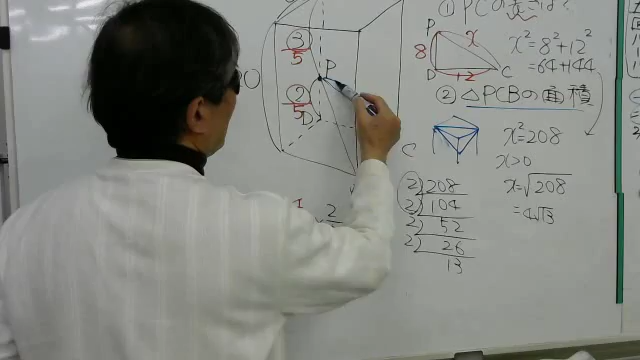 ①PCの長さは?
P
x
8
D
12
C
x²=8²+12²
=64+144
②△PCBの面積
x²=208
x>0
x=√208
=4√13
2)208
2)104
2)52
2)26
13
③
5
P
②
5
D
C
2